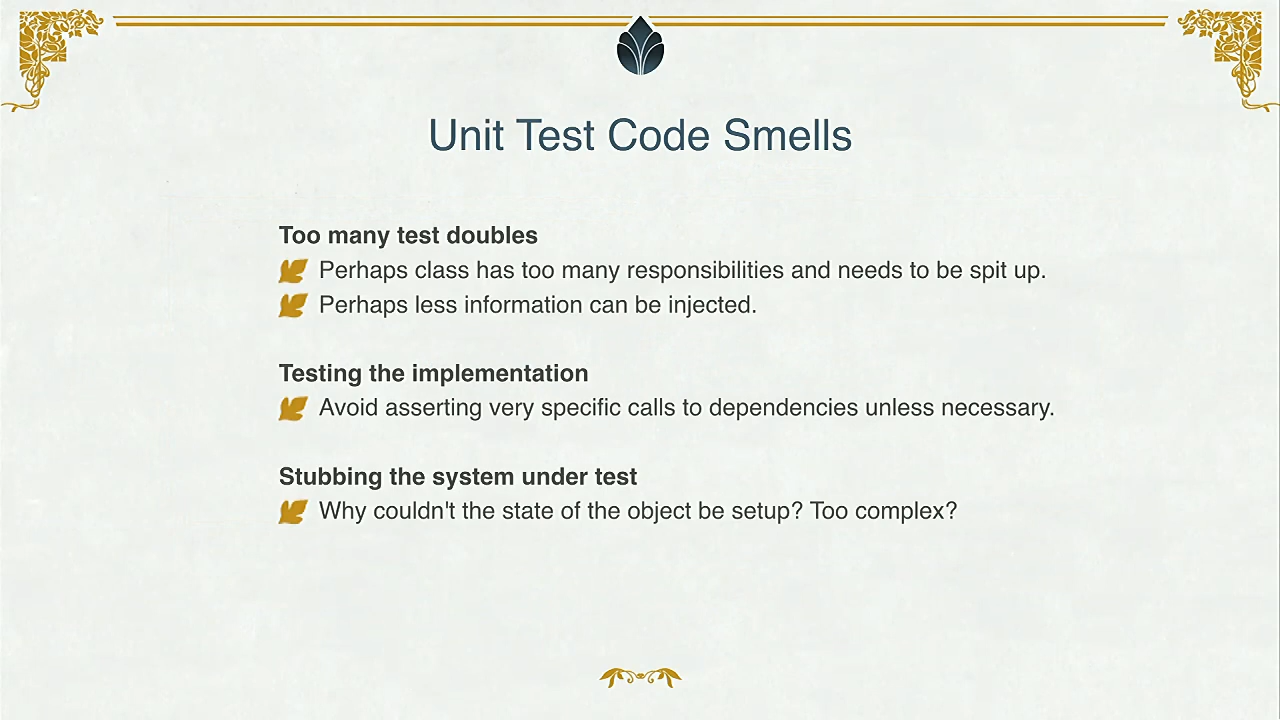 Unit Test Code Smells
Too many test doubles
Perhaps class has too many responsibilities and needs to be spit up.
Perhaps less information can be injected.
Testing the implementation
Avoid asserting very specific calls to dependencies unless necessary.
Stubbing the system under test
Why couldn't the state of the object be setup? Too complex?